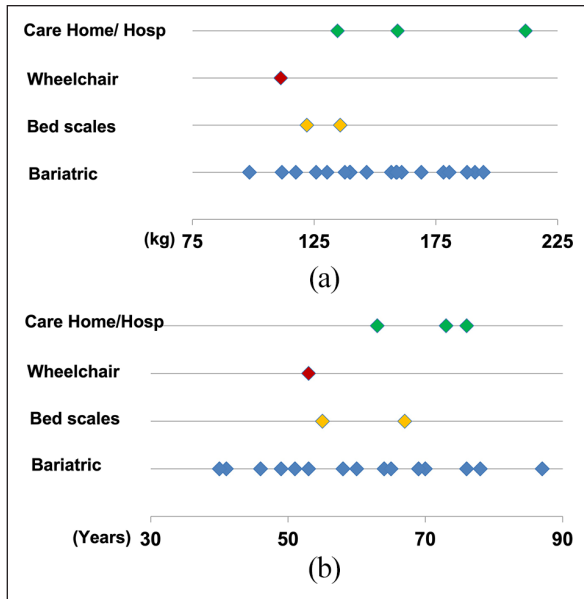 Care Home/ Hosp
Wheelchair
Bed scales
Bariatric
(kg) 75 125 175 225
(a)
Care Home/Hosp
Wheelchair
Bed scales
Bariatric
(Years) 30 50 70 90
(b)